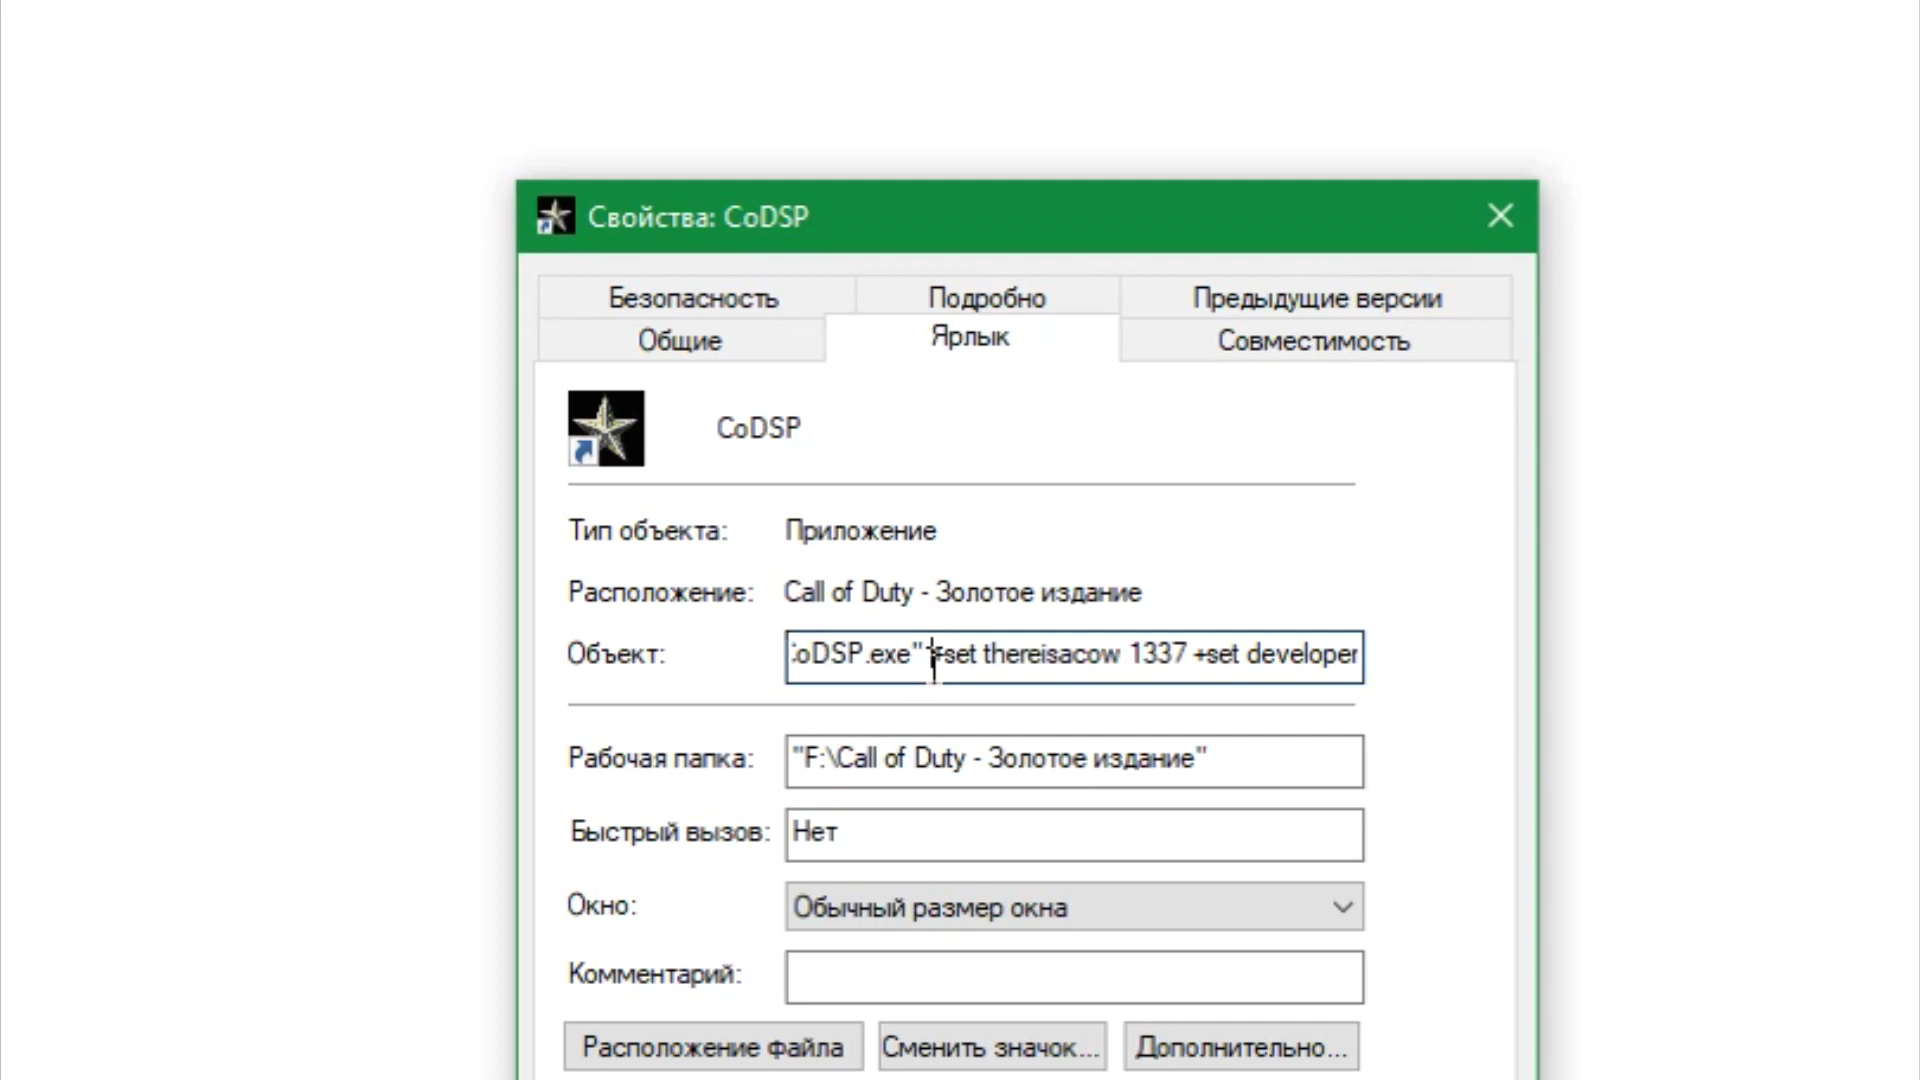 Свойства: CoDSP
Безопасность
Подробно
Предыдущие версии
Общие
Ярлык
Совместимость
CoDSP
Тип объекта: Приложение
Расположение: Call of Duty - Золотое издание
Объект: oDSP.exe" +set thereisacow 1337 +set developer
Рабочая папка: "F:\Call of Duty - Золотое издание"
Быстрый вызов: Нет
Окно: Обычный размер окна
Комментарий:
Расположение файла
Сменить значок...
Дополнительно...